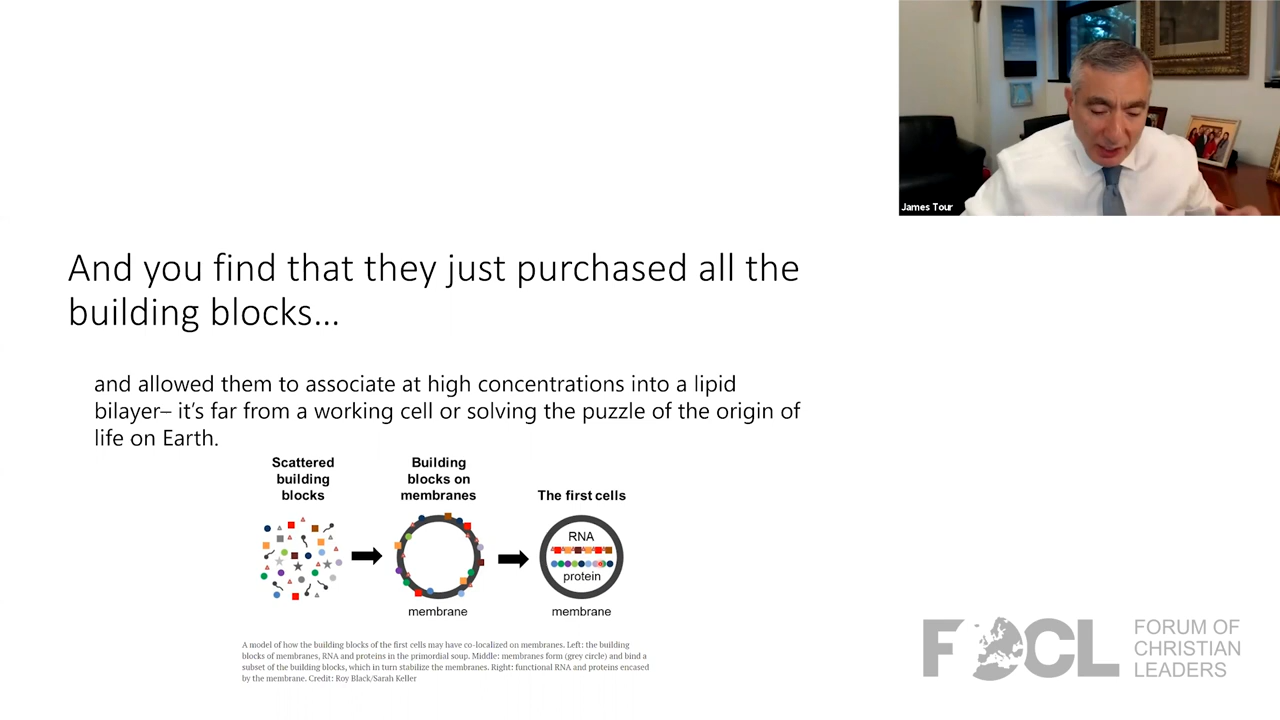 James Tour
And you find that they just purchased all the
building blocks...
and allowed them to associate at high concentrations into a lipid
bilayer– it's far from a working cell or solving the puzzle of the origin of
life on Earth.
Scattered
building
blocks
Building
blocks on
membranes
The first cells
RNA
protein
membrane
membrane
A model of how the building blocks of the first cells may have co-localized on membranes. Left: the building
blocks of membranes, RNA and proteins in the primordial soup. Middle: membranes form (grey circle) and bind a
subset of the building blocks, which in turn stabilize the membranes. Right: functional RNA and proteins encased
by the membrane. Credit: Roy Black/Sarah Keller
FOCL
FORUM OF
CHRISTIAN
LEADERS